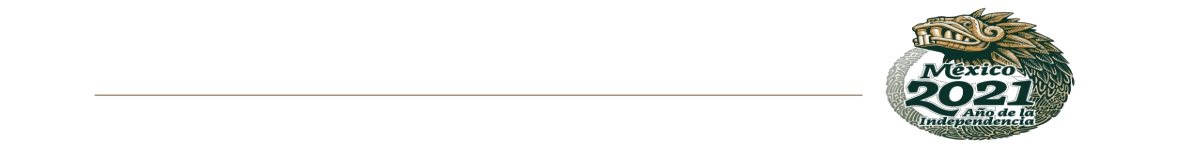 México
2021
Año de la
Independencia